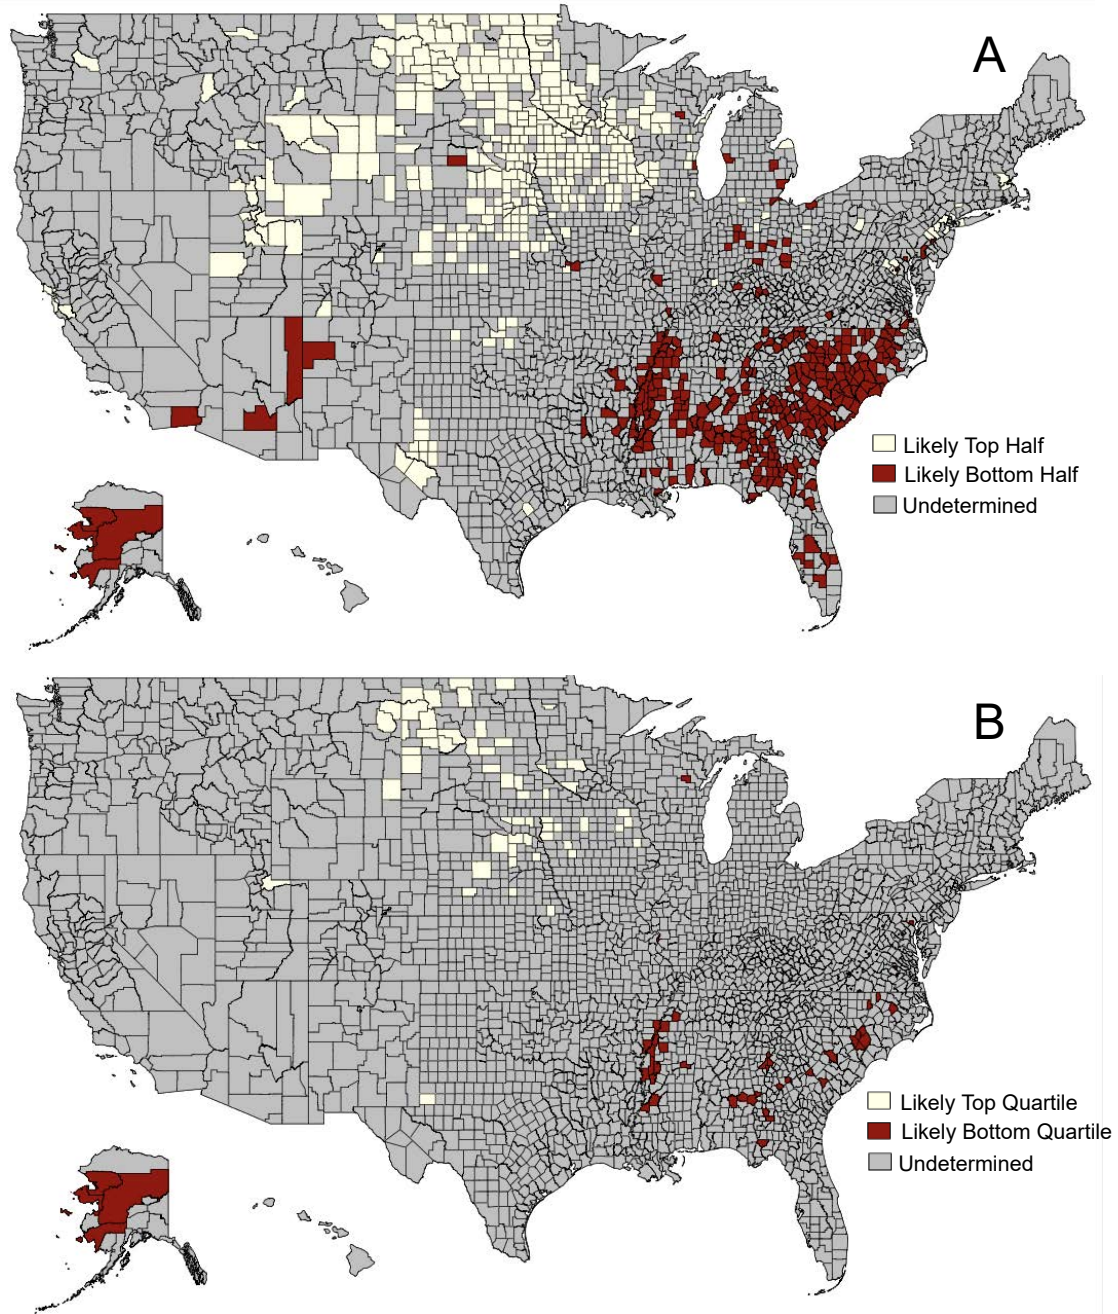 A
Likely Top Half
Likely Bottom Half
Undetermined
B
Likely Top Quartile
Likely Bottom Quartile
Undetermined